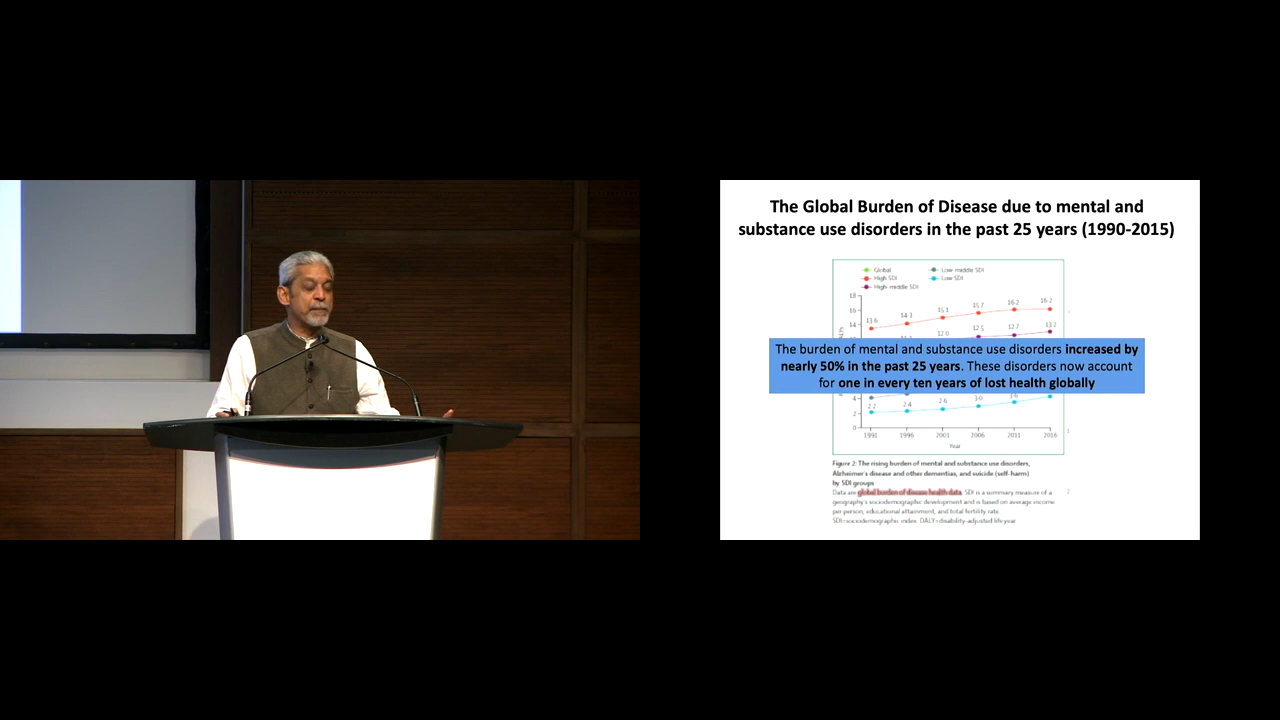 The Global Burden of Disease due to mental and
substance use disorders in the past 25 years (1990-2015)
Global
Low-middle SDI
High SDI
Low SDI
High-middle SDI
18
16
14
13·6
14·3
15·1
15·7
16·2
16·2
12·0
12·5
12·7
13·2
The burden of mental and substance use disorders increased by
nearly 50% in the past 25 years. These disorders now account
for one in every ten years of lost health globally
4
2
0
2·2
2·4
2·6
3·0
3·6
1991
1996
2001
2006
2011
2016
Year
Figure 2: The rising burden of mental and substance use disorders,
Alzheimer's disease and other dementias, and suicide (self-harm)
by SDI groups
Data are global burden of disease health data. SDI is a summary measure of a
geography's sociodemographic development and is based on average income
per person, educational attainment, and total fertility rate.
SDI=sociodemographic index. DALY=disability-adjusted life-year.